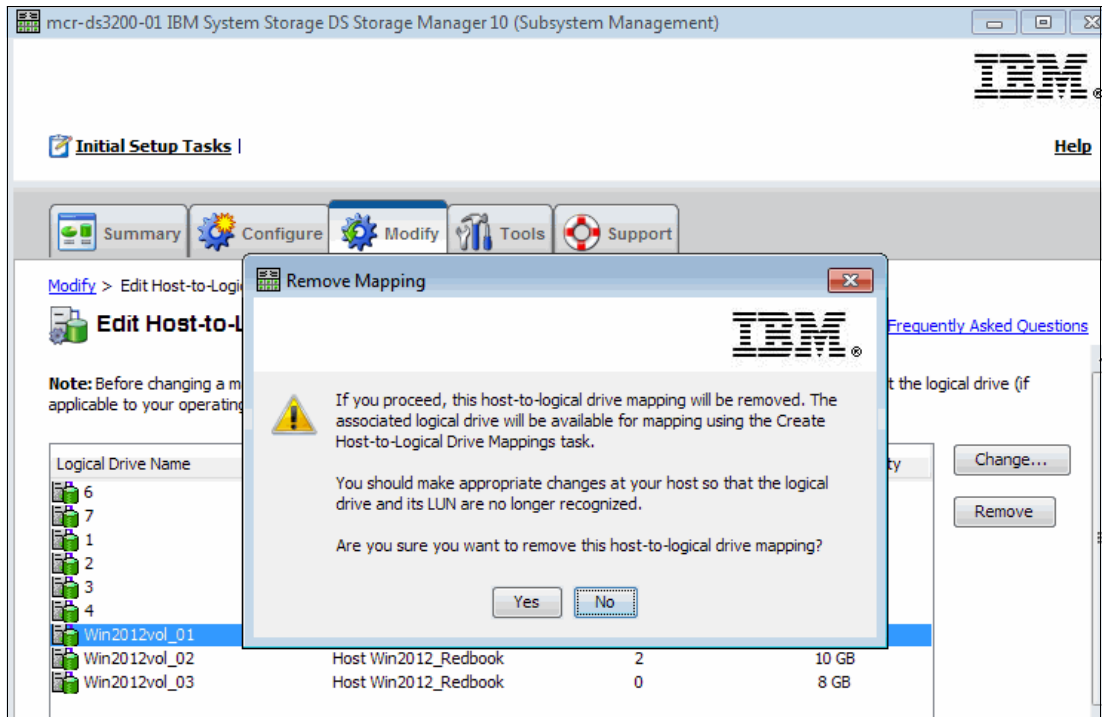 mcr-ds3200-01 IBM System Storage DS Storage Manager 10 (Subsystem Management)
IBM®
Initial Setup Tasks |
Help
Summary
Configure
Modify
Tools
Support
Modify > Edit Host-to-Logi
Edit Host-to-L
Frequently Asked Questions
Note: Before changing a m
t the logical drive (if
applicable to your operating
Remove Mapping
IBM®
If you proceed, this host-to-logical drive mapping will be removed. The
associated logical drive will be available for mapping using the Create
Host-to-Logical Drive Mappings task.
You should make appropriate changes at your host so that the logical
drive and its LUN are no longer recognized.
Are you sure you want to remove this host-to-logical drive mapping?
Yes
No
Logical Drive Name
ty
Change...
Remove
6
7
1
2
3
4
Win2012vol_01
Win2012vol_02 Host Win2012_Redbook 2 10 GB
Win2012vol_03 Host Win2012_Redbook 0 8 GB